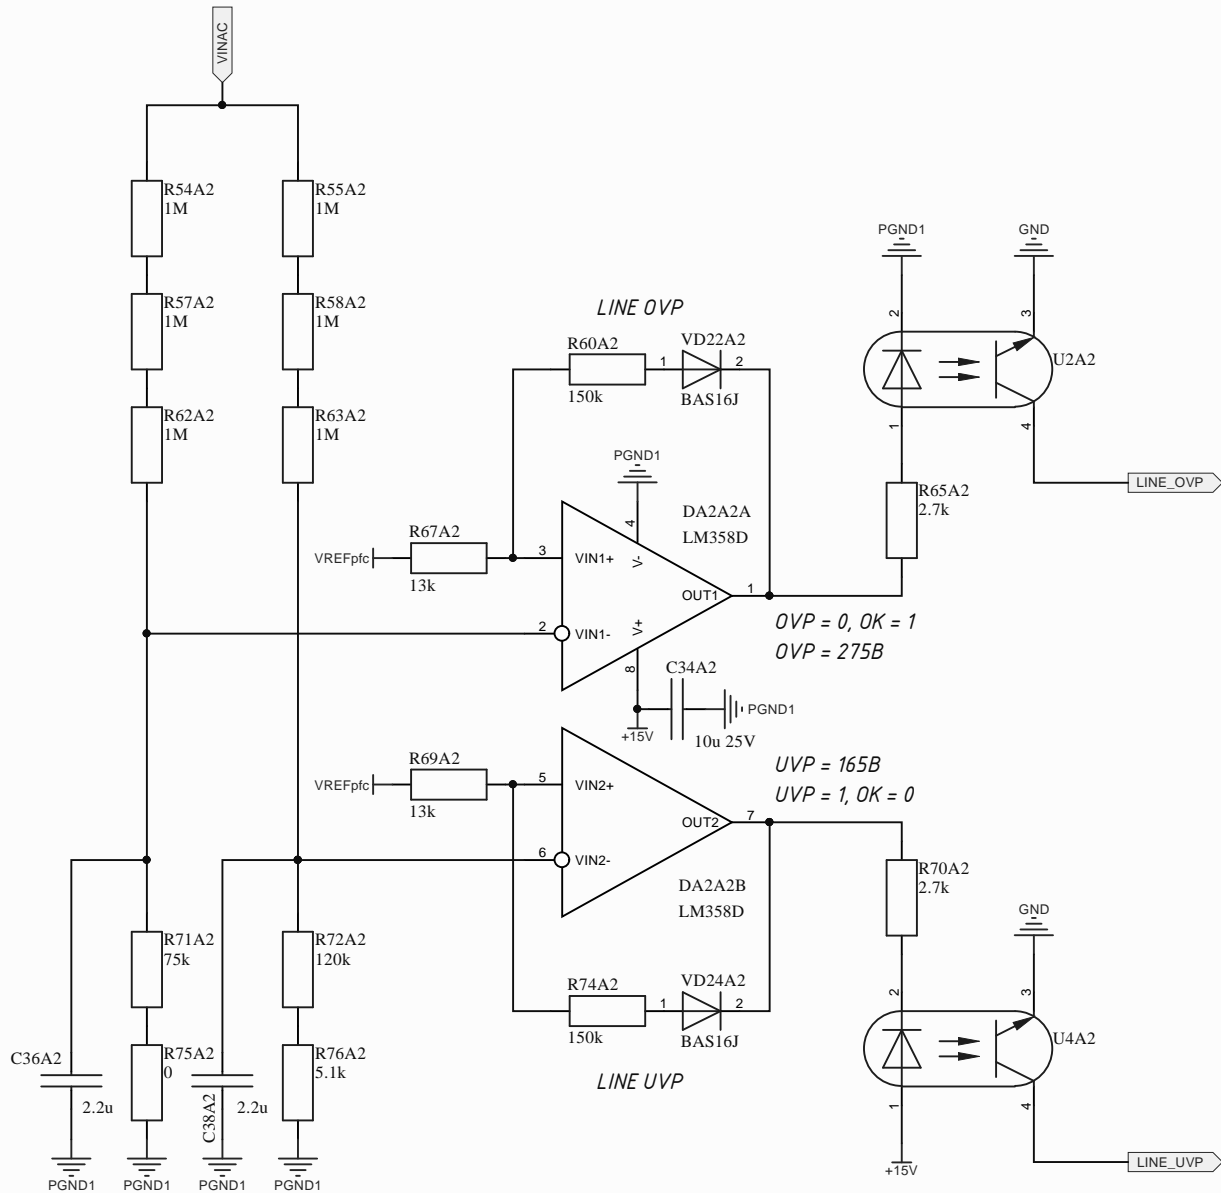 VINAC
R54A2
1M
R55A2
1M
R57A2
1M
R58A2
1M
R62A2
1M
R63A2
1M
LINE OVP
R60A2
150k
1
VD22A2
2
BAS16J
PGND1
4
DA2A2A
LM358D
VREFpfc
R67A2
13k
3
VIN1+
V-
OUT1
1
2
VIN1-
V+
8
C34A2
10u 25V
PGND1
+15V
OVP = 0, OK = 1
OVP = 275B
PGND1
GND
2
3
U2A2
1
4
R65A2
2.7k
LINE_OVP
VREFpfc
R69A2
13k
5
VIN2+
OUT2
7
6
VIN2-
DA2A2B
LM358D
UVP = 165B
UVP = 1, OK = 0
R74A2
150k
1
VD24A2
2
BAS16J
LINE UVP
R70A2
2.7k
GND
2
3
U4A2
1
4
+15V
LINE_UVP
R71A2
75k
R72A2
120k
C36A2
2.2u
R75A2
0
C38A2
2.2u
R76A2
5.1k
PGND1
PGND1
PGND1
PGND1